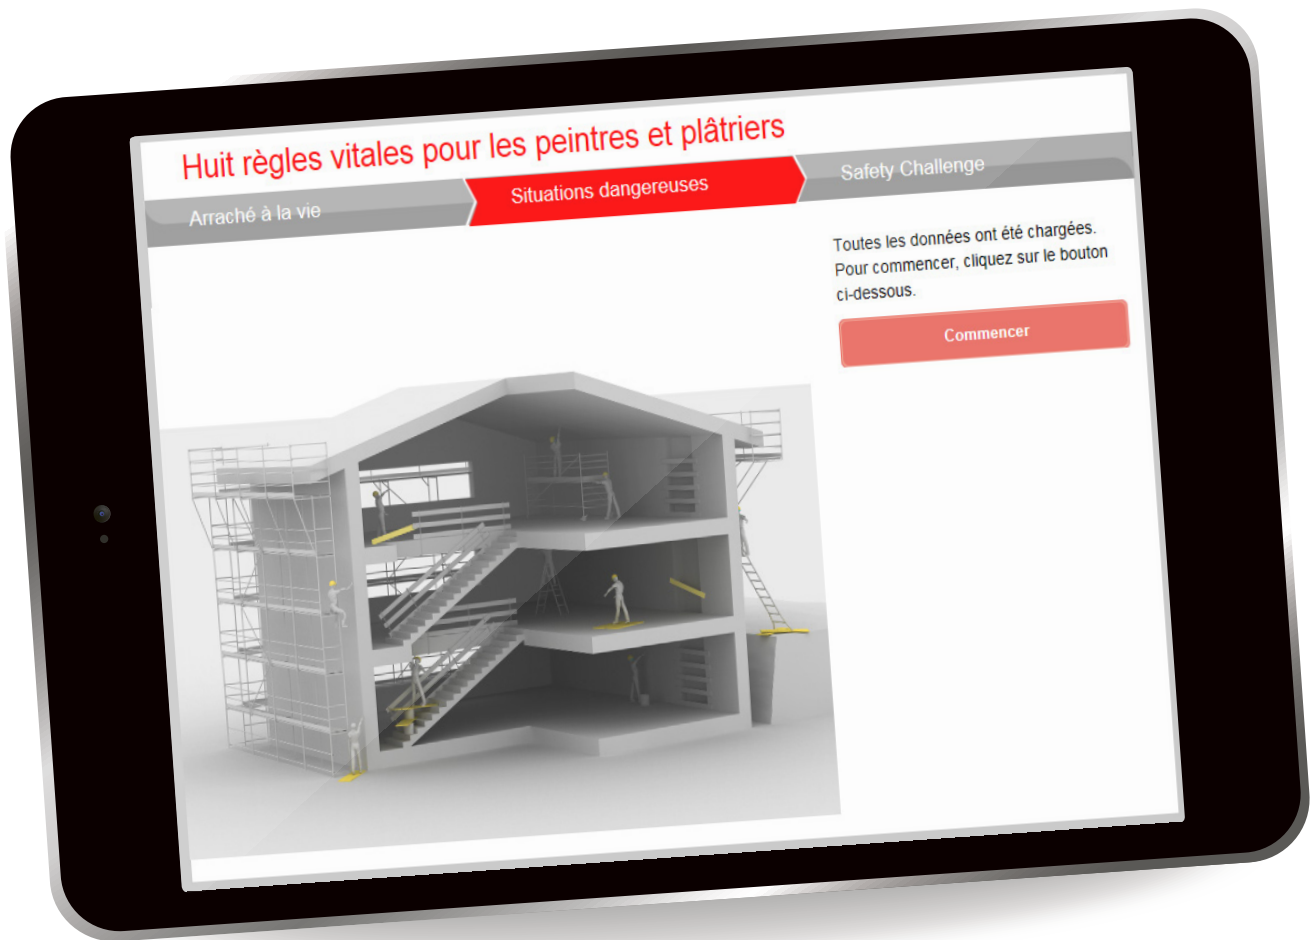 Huit règles vitales pour les peintres et plâtriers
Arraché à la vie
Situations dangereuses
Safety Challenge
Toutes les données ont été chargées.
Pour commencer, cliquez sur le bouton
ci-dessous.
Commencer